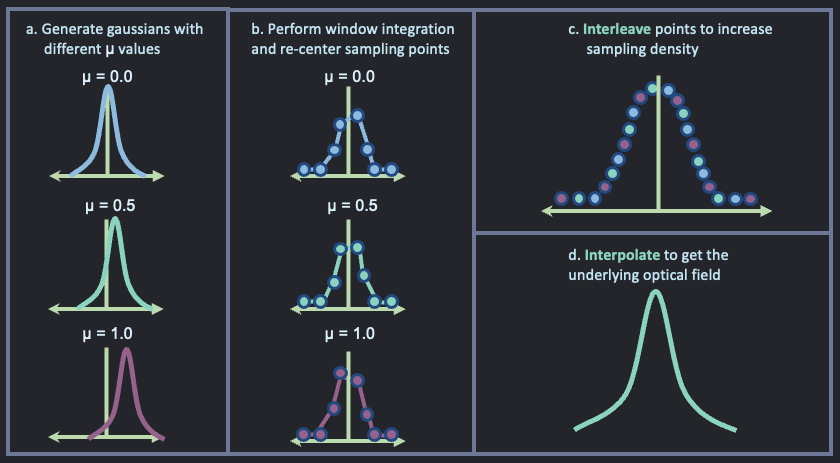 a. Generate gaussians with
different μ values
μ = 0.0
μ = 0.5
μ = 1.0
b. Perform window integration
and re-center sampling points
μ = 0.0
μ = 0.5
μ = 1.0
c. Interleave points to increase
sampling density
d. Interpolate to get the
underlying optical field